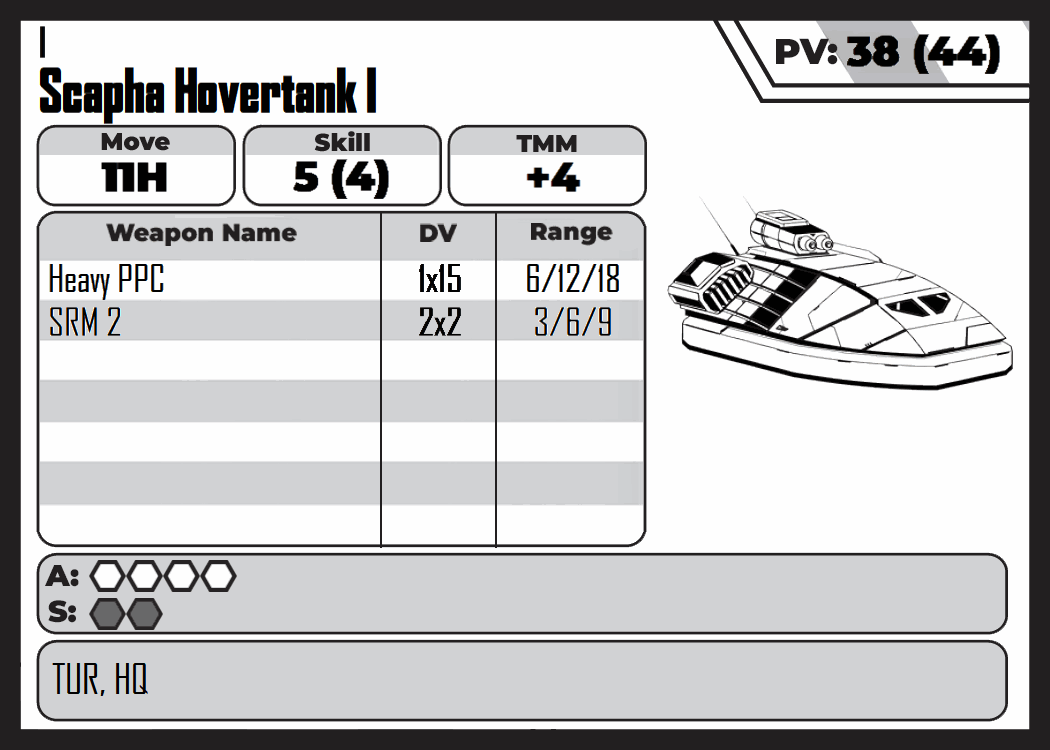 I
PV: 38 (44)
Scapha Hovertank I
Move Skill TMM
11H 5 (4) +4
Weapon Name DV Range
Heavy PPC 1x15 6/12/18
SRM 2 2x2 3/6/9
A:
S:
TUR, HQ